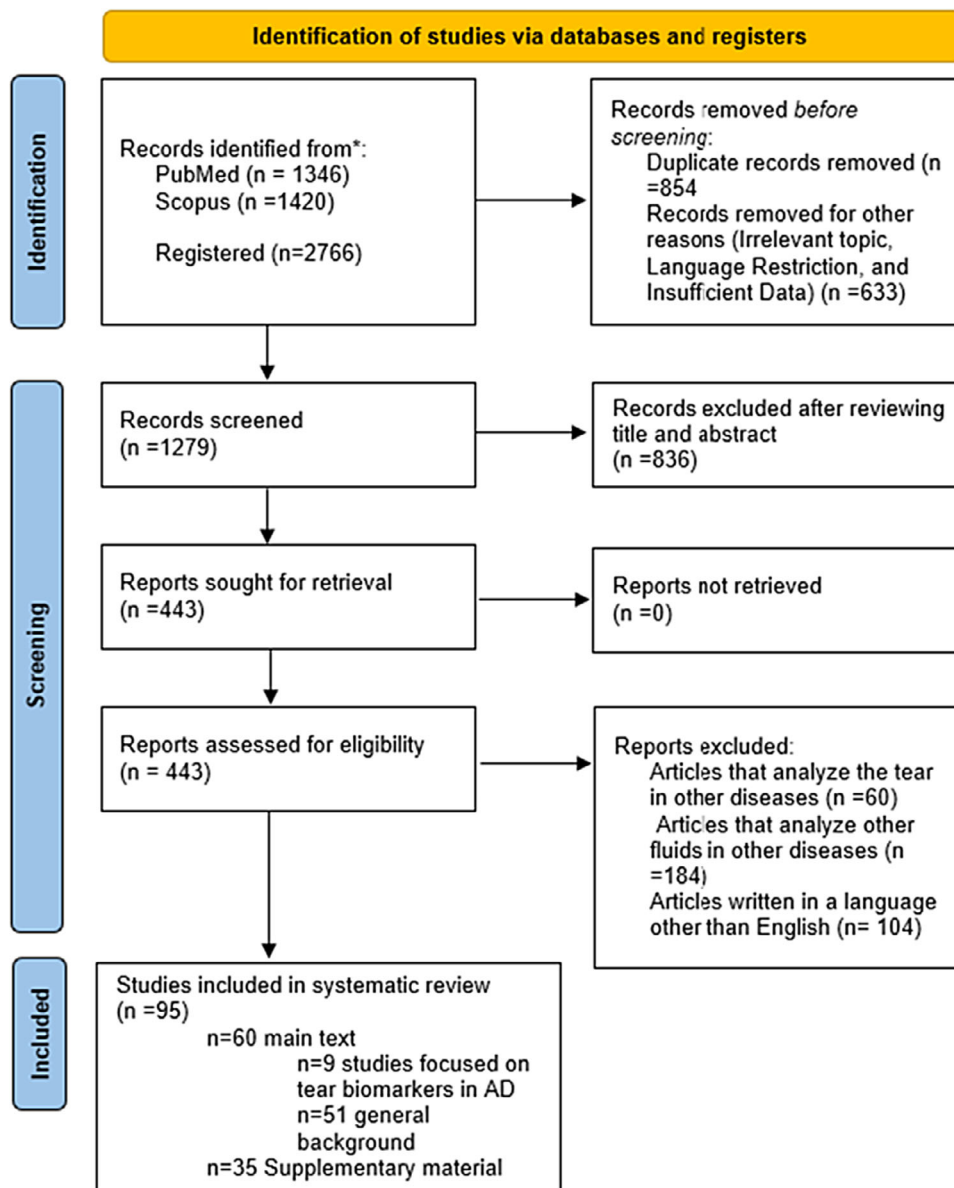 Identification of studies via databases and registers
Identification
Records identified from*:
PubMed (n = 1346)
Scopus (n =1420)
Registered (n=2766)
Records removed before
screening:
Duplicate records removed (n
=854
Records removed for other
reasons (Irrelevant topic,
Language Restriction, and
Insufficient Data) (n =633)
Screening
Records screened
(n =1279)
Records excluded after reviewing
title and abstract
(n =836)
Reports sought for retrieval
(n =443)
Reports not retrieved
(n =0)
Reports assessed for eligibility
(n = 443)
Reports excluded:
Articles that analyze the tear
in other diseases (n =60)
Articles that analyze other
fluids in other diseases (n
=184)
Articles written in a language
other than English (n= 104)
Included
Studies included in systematic review
(n =95)
n=60 main text
n=9 studies focused on
tear biomarkers in AD
n=51 general
background
n=35 Supplementary material